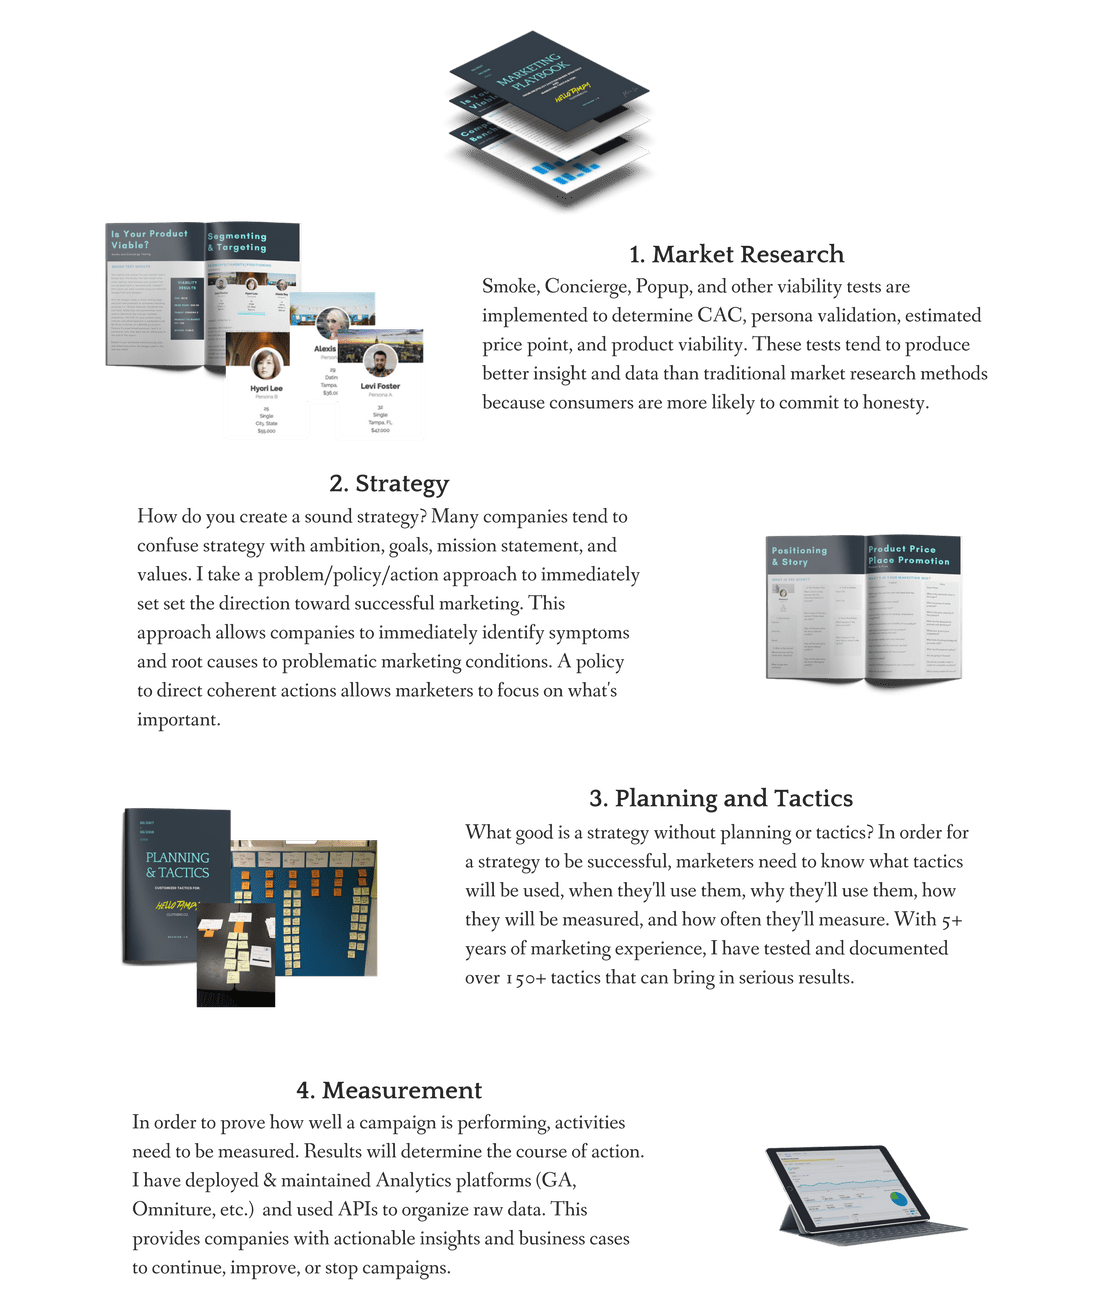 MARKETING
PLAYBOOK
HELLO TAMPA
Is Your Product
Viable?
Segmenting
& Targeting
VIABILITY
RESULTS
Hyori Lee
Persona B
25
Single
City, State
$55,000
Alexis
29
Tampa,
Levi Foster
Persona A
32
Single
Tampa, FL
$47,000
1. Market Research
Smoke, Concierge, Popup, and other viability tests are
implemented to determine CAC, persona validation, estimated
price point, and product viability. These tests tend to produce
better insight and data than traditional market research methods
because consumers are more likely to commit to honesty.
2. Strategy
How do you create a sound strategy? Many companies tend to
confuse strategy with ambition, goals, mission statement, and
values. I take a problem/policy/action approach to immediately
set set the direction toward successful marketing. This
approach allows companies to immediately identify symptoms
and root causes to problematic marketing conditions. A policy
to direct coherent actions allows marketers to focus on what's
important.
Positioning
& Story
Product Price
Place Promotion
3. Planning and Tactics
What good is a strategy without planning or tactics? In order for
a strategy to be successful, marketers need to know what tactics
will be used, when they'll use them, why they'll use them, how
they will be measured, and how often they'll measure. With 5+
years of marketing experience, I have tested and documented
over 150+ tactics that can bring in serious results.
PLANNING
& TACTICS
CUSTOMIZED TACTICS FOR
HELLO TAMPA
4. Measurement
In order to prove how well a campaign is performing, activities
need to be measured. Results will determine the course of action.
I have deployed & maintained Analytics platforms (GA,
Omniture, etc.) and used APIs to organize raw data. This
provides companies with actionable insights and business cases
to continue, improve, or stop campaigns.